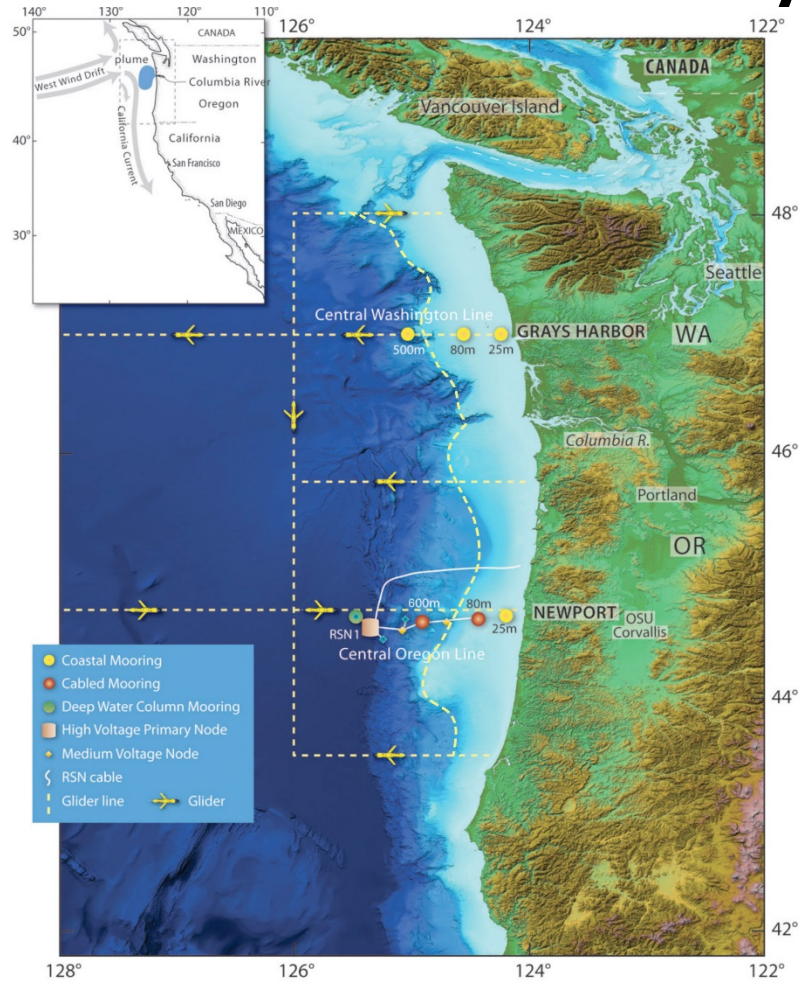 140° 130° 120° 110°
50°
40°
30°
CANADA
Washington
plume
Columbia River
West Wind Drift
Oregon
California Current
California
San Francisco
San Diego
MEXICO
126° 124° 122°
CANADA
Vancouver Island
48°
Seattle
Central Washington Line
GRAYS HARBOR
WA
500m 80m 25m
Columbia R.
46°
Portland
OR
600m 80m
NEWPORT
25m
OSU
Corvallis
RSN1
Central Oregon Line
Coastal Mooring
Cabled Mooring
Deep Water Column Mooring
High Voltage Primary Node
Medium Voltage Node
RSN cable
Glider line Glider
44°
42°
128° 126° 124° 122°